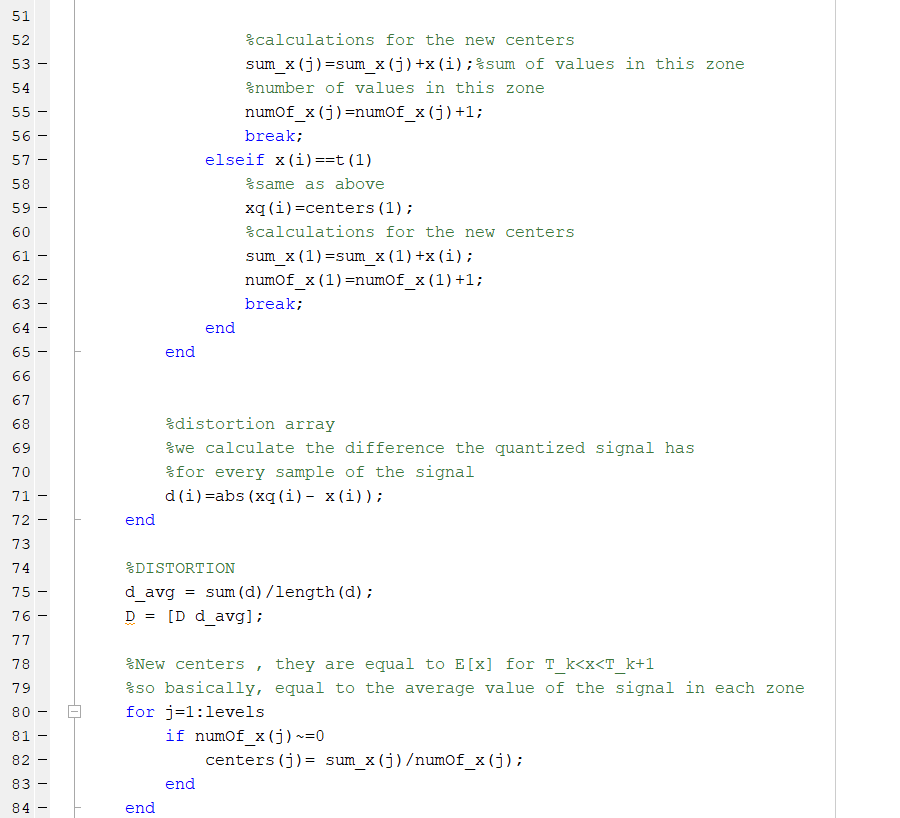 51
52 %calculations for the new centers
53 – sum_x(j)=sum_x(j)+x(i);%sum of values in this zone
54 %number of values in this zone
55 – numOf_x(j)=numOf_x(j)+1;
56 – break;
57 – elseif x(i)==t(1)
58 %same as above
59 – xq(i)=centers(1);
60 %calculations for the new centers
61 – sum_x(1)=sum_x(1)+x(i);
62 – numOf_x(1)=numOf_x(1)+1;
63 – break;
64 – end
65 – end
66
67
68 %distortion array
69 %we calculate the difference the quantized signal has
70 %for every sample of the signal
71 – d(i)=abs(xq(i)- x(i));
72 – end
73
74 %DISTORTION
75 – d_avg = sum(d)/length(d);
76 – D = [D d_avg];
77
78 %New centers , they are equal to E[x] for T_k<x<T_k+1
79 %so basically, equal to the average value of the signal in each zone
80 – for j=1:levels
81 – if numOf_x(j)~=0
82 – centers(j)= sum_x(j)/numOf_x(j);
83 – end
84 – end